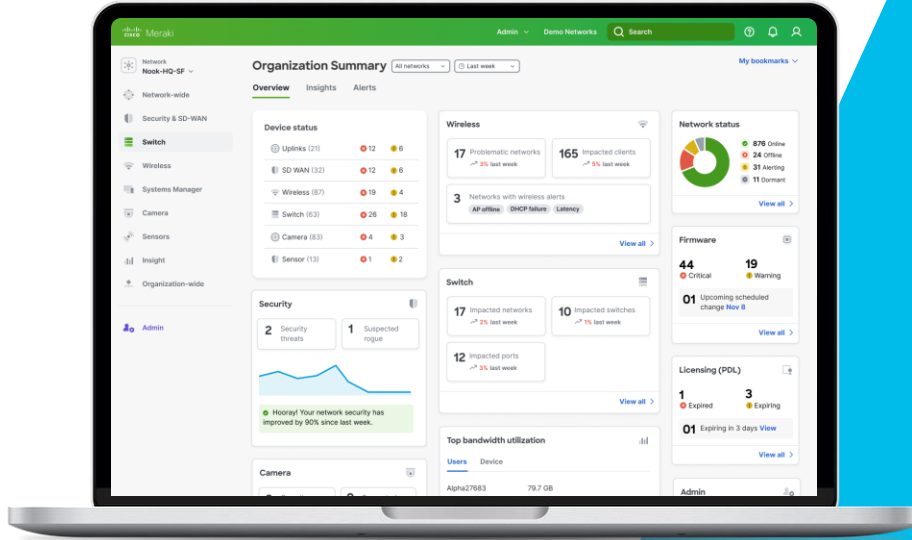 CISCO Meraki
Admin
Demo Networks
Search
Network
Nook-HQ-SF
Network-wide
Security & SD-WAN
Switch
Wireless
Systems Manager
Camera
Sensors
Insight
Organization-wide
Admin
Organization Summary
All networks
Last week
My bookmarks
Overview Insights Alerts
Device status
Uplinks (21) 12 6
SD WAN (32) 12 6
Wireless (87) 19 4
Switch (63) 26 18
Camera (83) 4 3
Sensor (13) 1 2
Security
2 Security threats
1 Suspected rogue
Hooray! Your network security has
improved by 90% since last week.
Camera
Wireless
17 Problematic networks
3% last week
165 Impacted clients
5% last week
3 Networks with wireless alerts
AP offline DHCP failure Latency
View all
Switch
17 Impacted networks
2% last week
10 Impacted switches
1% last week
12 Impacted ports
3% last week
View all
Top bandwidth utilization
Users Device
Alpha27683 79.7 GB
Network status
876 Online
24 Offline
31 Alerting
11 Dormant
View all
Firmware
44 19
Critical Warning
01 Upcoming scheduled
change Nov 8
View all
Licensing (PDL)
1 3
Expired Expiring
01 Expiring in 3 days View
View all
Admin